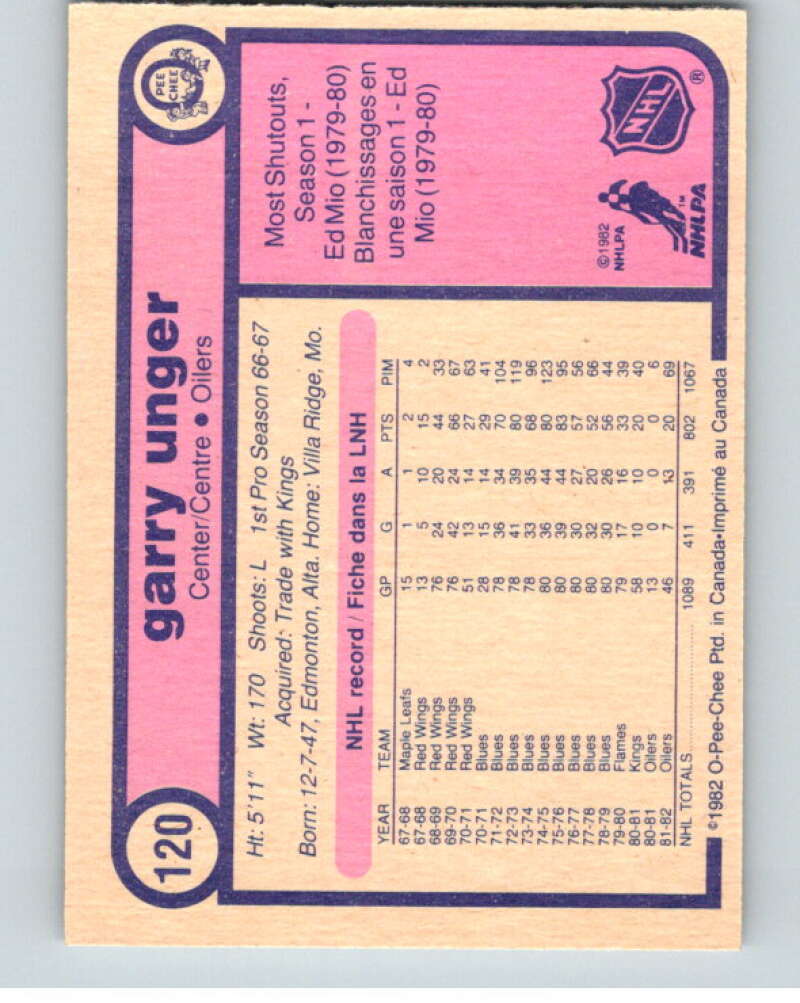 120
garry unger
Center/Centre • Oilers
O
PEE
CHEE
Ht: 5'11" Wt: 170 Shoots: L 1st Pro Season 66-67
Acquired: Trade with Kings
Born: 12-7-47, Edmonton, Alta. Home: Villa Ridge, Mo.
NHL record / Fiche dans la LNH
YEAR TEAM GP G A PTS PIM
67-68 Maple Leafs 15 1 1 2 4
67-68 Red Wings 13 5 10 15 2
68-69 Red Wings 76 24 20 44 33
69-70 Red Wings 76 42 24 66 67
70-71 Red Wings 51 13 14 27 63
70-71 Blues 28 15 14 29 41
71-72 Blues 78 36 34 70 104
72-73 Blues 78 41 39 80 119
73-74 Blues 78 33 35 68 96
74-75 Blues 80 36 44 80 123
75-76 Blues 80 39 44 83 95
76-77 Blues 80 30 27 57 56
77-78 Blues 80 32 20 52 66
78-79 Blues 80 30 26 56 44
79-80 Flames 79 17 16 33 39
80-81 Kings 58 10 10 20 40
80-81 Oilers 13 0 0 0 6
81-82 Oilers 46 7 13 20 69
NHL TOTALS 1089 411 391 802 1067
©1982 O-Pee-Chee Ptd. in Canada•Imprimé au Canada
Most Shutouts,
Season 1 -
Ed Mio (1979-80)
Blanchissages en
une saison 1 - Ed
Mio (1979-80)
©1982
NHLPA
NHLPA™
NHL®